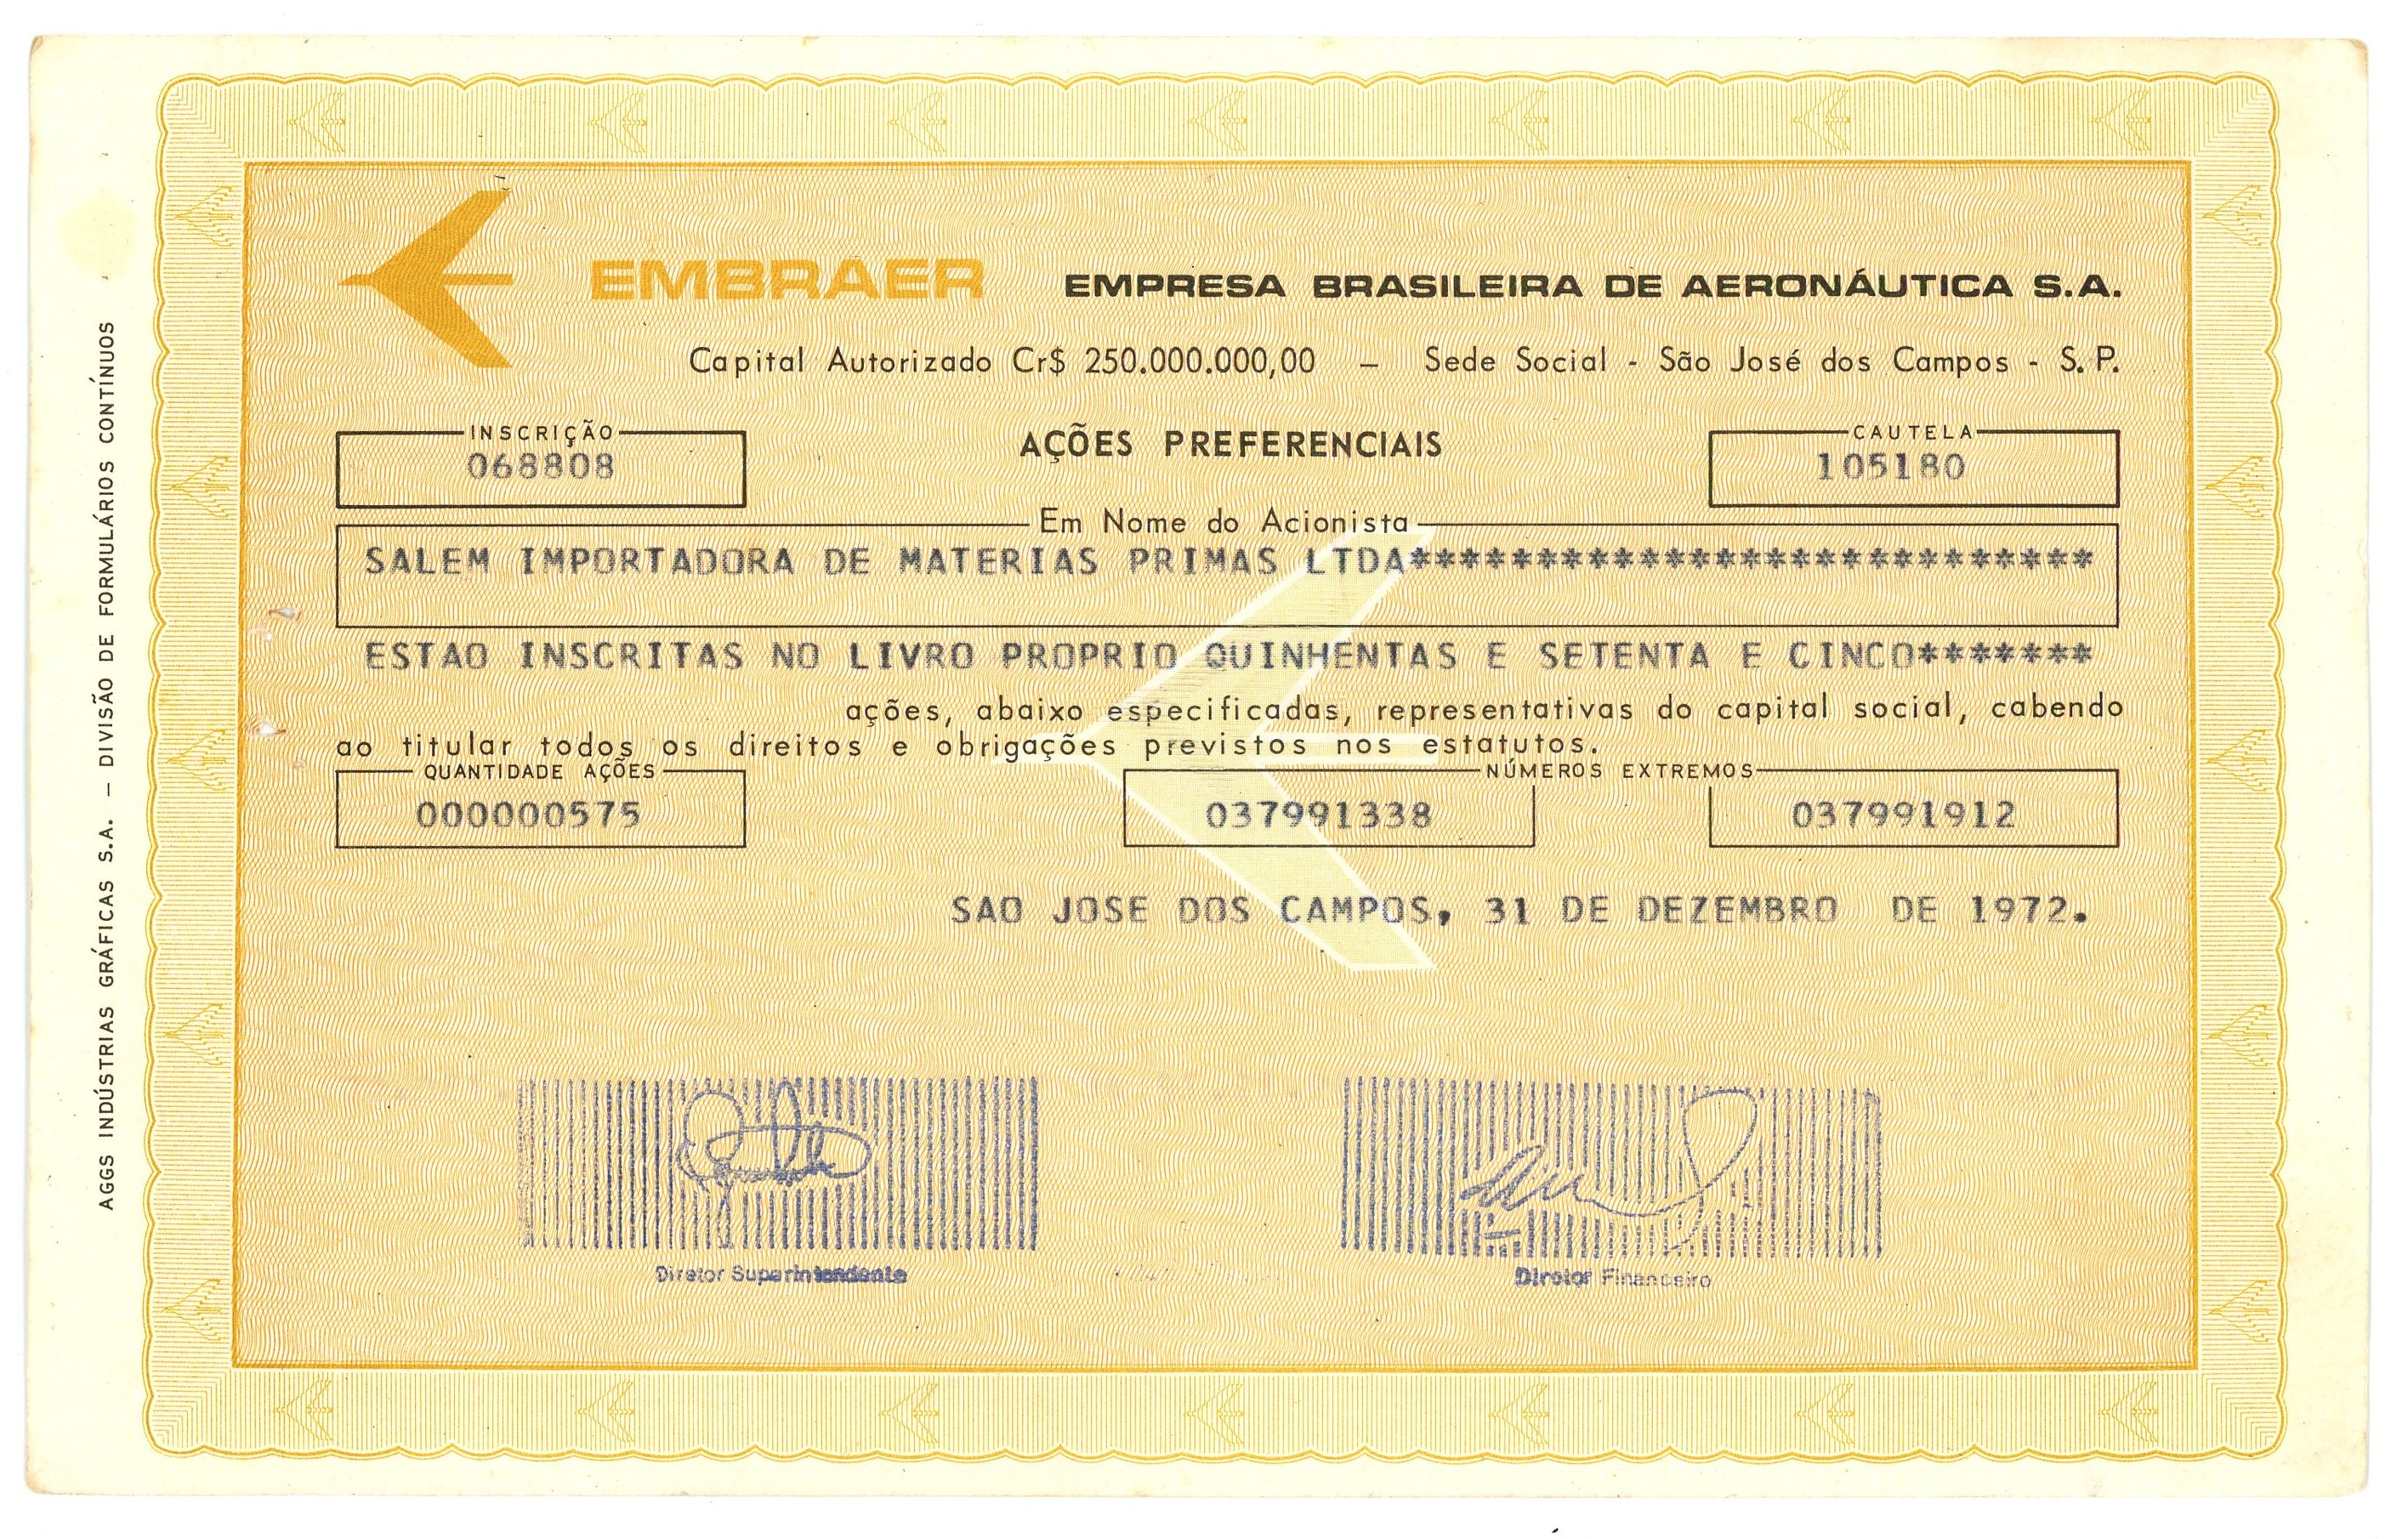 EMBRAER EMPRESA BRASILEIRA DE AERONÁUTICA S.A.
Capital Autorizado Cr$ 250.000.000,00 — Sede Social - São José dos Campos - S. P.
INSCRIÇÃO
068808
AÇÕES PREFERENCIAIS
CAUTELA
105180
Em Nome do Acionista
SALEM IMPORTADORA DE MATERIAS PRIMAS LTDA***************************
ESTAO INSCRITAS NO LIVRO PROPRIO QUINHENTAS E SETENTA E CINCO*******
ações, abaixo especificadas, representativas do capital social, cabendo
ao titular todos os direitos e obrigações previstos nos estatutos.
QUANTIDADE AÇÕES
000000575
NÚMEROS EXTREMOS
037991338 037991912
SAO JOSE DOS CAMPOS, 31 DE DEZEMBRO DE 1972.
Diretor Superintendente
Diretor Financeiro
AGGS INDÚSTRIAS GRÁFICAS S.A. — DIVISÃO DE FORMULÁRIOS CONTÍNUOS